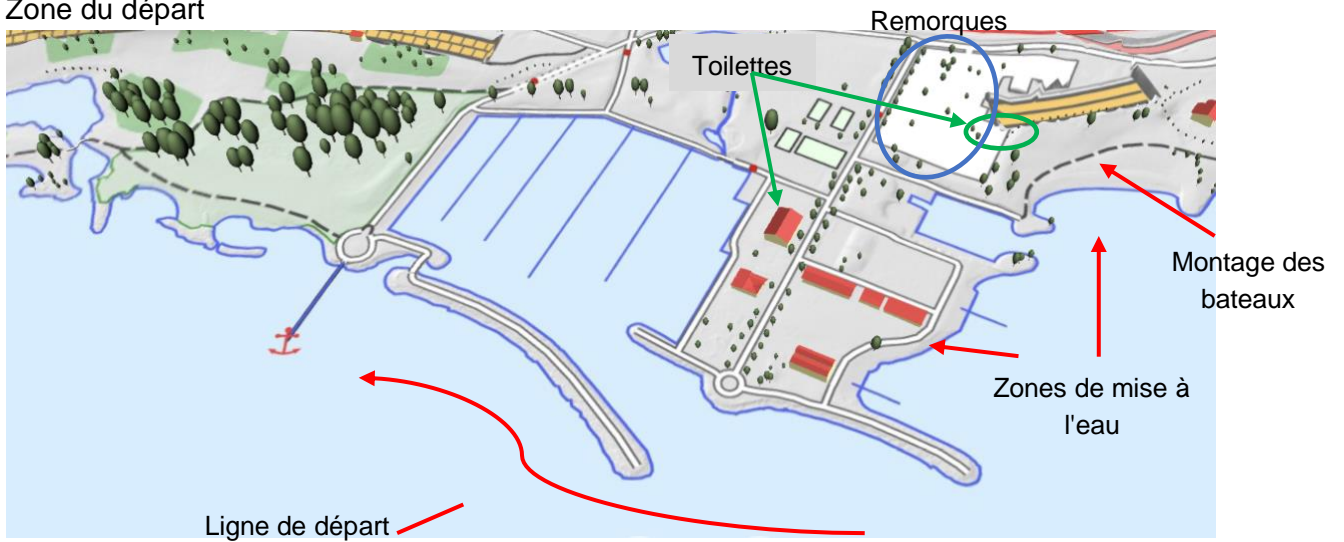 Zone du départ
Remorques
Toilettes
Montage des
bateaux
Zones de mise à
l'eau
Ligne de départ